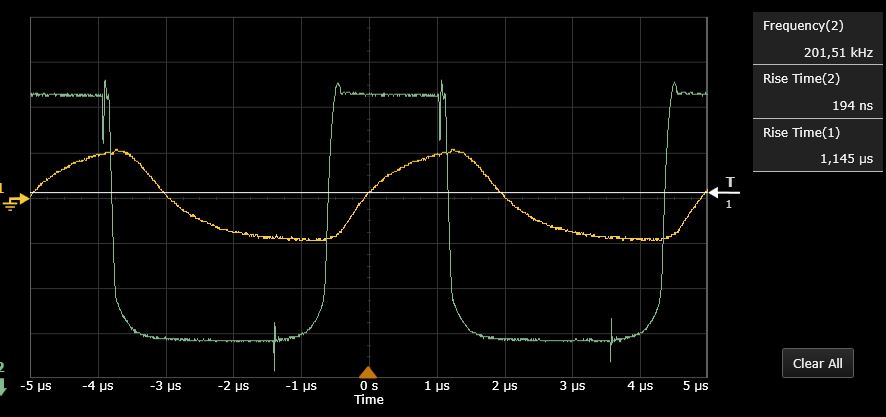 Frequency(2)
201,51 kHz
Rise Time(2)
194 ns
Rise Time(1)
1,145 µs
T
1
1
2
Clear All
-5 µs -4 µs -3 µs -2 µs -1 µs 0 s 1 µs 2 µs 3 µs 4 µs 5 µs
Time